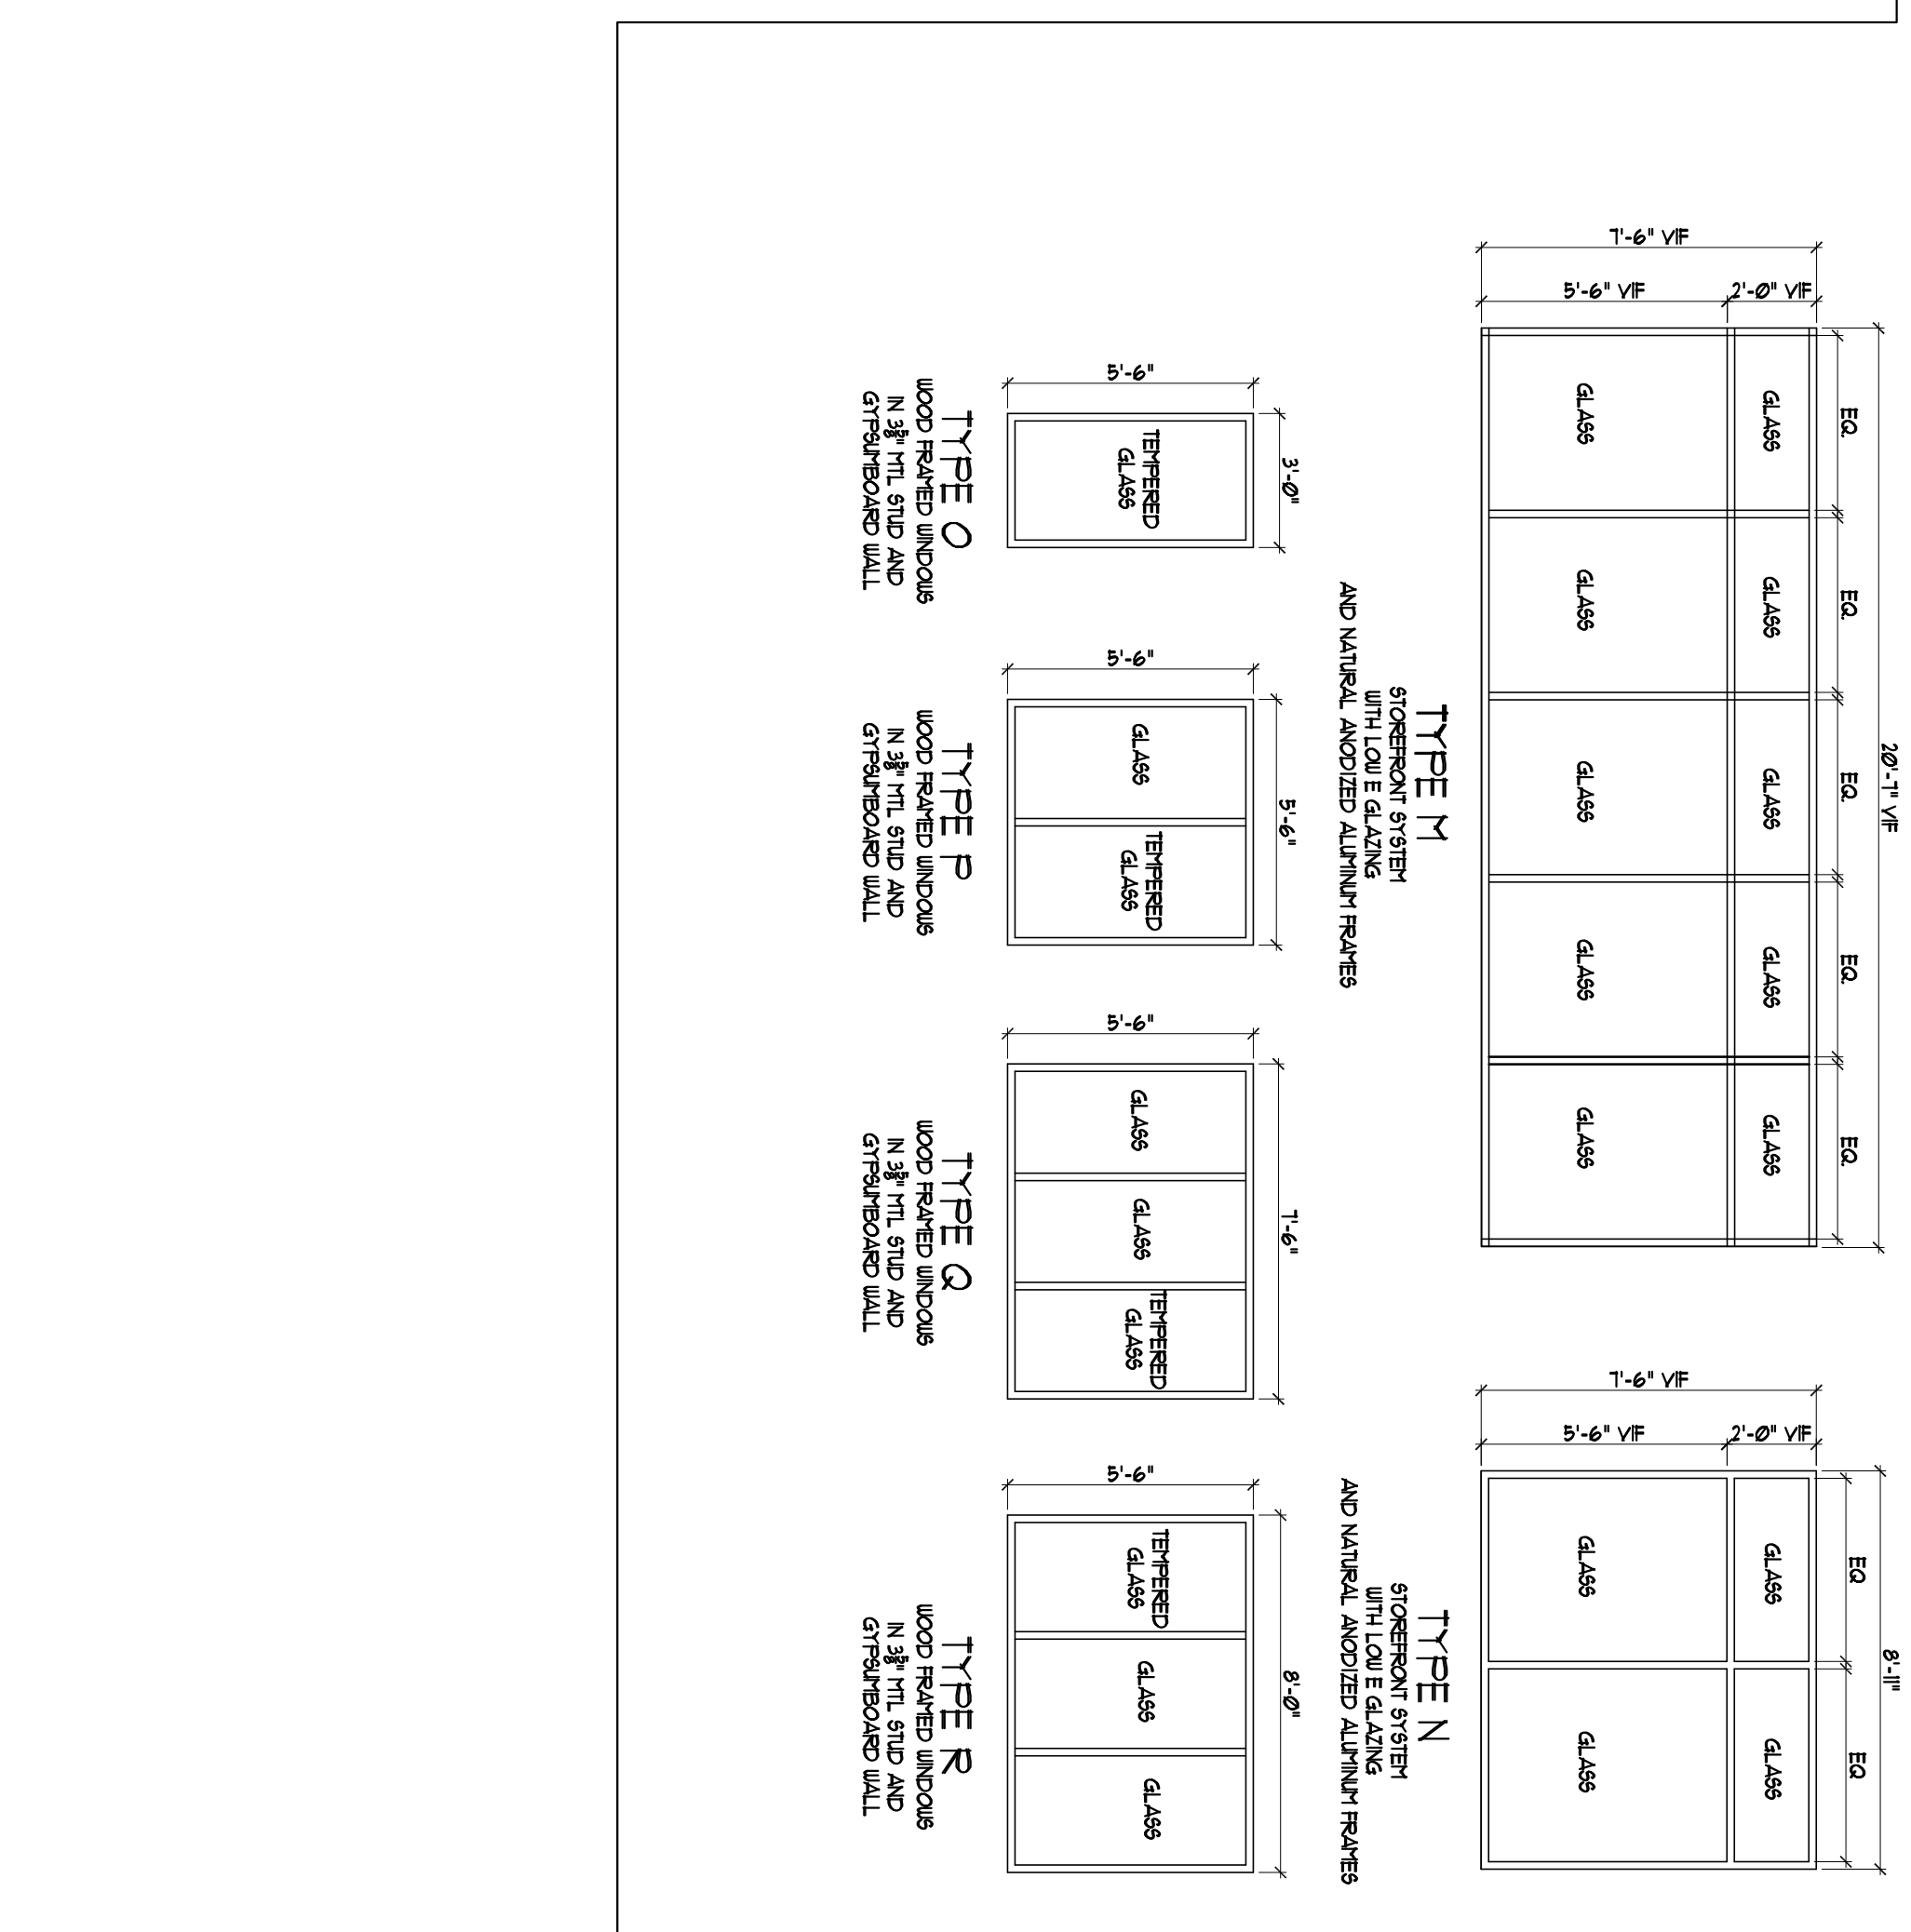 20'-7" VIF
EQ.
EQ.
EQ.
EQ.
EQ.
7'-6" VIF
2'-0" VIF
5'-6" VIF
GLASS
GLASS
GLASS
GLASS
GLASS
GLASS
GLASS
GLASS
GLASS
GLASS
TYPE M
STOREFRONT SYSTEM
WITH LOW E GLAZING
AND NATURAL ANODIZED ALUMINUM FRAMES
8'-11"
EQ
EQ
7'-6" VIF
2'-0" VIF
5'-6" VIF
GLASS
GLASS
GLASS
GLASS
TYPE N
STOREFRONT SYSTEM
WITH LOW E GLAZING
AND NATURAL ANODIZED ALUMINUM FRAMES
3'-0"
5'-6"
TEMPERED
GLASS
TYPE O
WOOD FRAMED WINDOWS
IN 3⅝" MTL STUD AND
GYPSUMBOARD WALL
5'-6"
5'-6"
GLASS
TEMPERED
GLASS
TYPE P
WOOD FRAMED WINDOWS
IN 3⅝" MTL STUD AND
GYPSUMBOARD WALL
7'-6"
5'-6"
GLASS
GLASS
TEMPERED
GLASS
TYPE Q
WOOD FRAMED WINDOWS
IN 3⅝" MTL STUD AND
GYPSUMBOARD WALL
8'-0"
5'-6"
TEMPERED
GLASS
GLASS
GLASS
TYPE R
WOOD FRAMED WINDOWS
IN 3⅝" MTL STUD AND
GYPSUMBOARD WALL